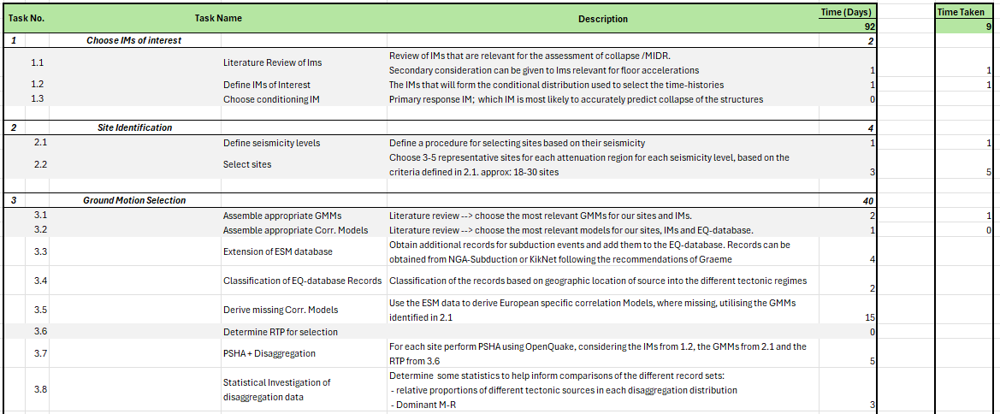 Task No. Task Name Description Time (Days) Time Taken
92 9
1 Choose IMs of interest 2
1.1 Literature Review of Ims Review of IMs that are relevant for the assessment of collapse /MIDR.
Secondary consideration can be given to Ims relevant for floor accelerations 1 1
1.2 Define IMs of Interest The IMs that will form the conditional distribution used to select the time-histories 1 1
1.3 Choose conditioning IM Primary response IM; which IM is most likely to accurately predict collapse of the structures 0
2 Site Identification 4
2.1 Define seismicity levels Define a procedure for selecting sites based on their seismicity 1 1
2.2 Select sites Choose 3-5 representative sites for each attenuation region for each seismicity level, based on the
criteria defined in 2.1. approx: 18-30 sites 3 5
3 Ground Motion Selection 40
3.1 Assemble appropriate GMMs Literature review --> choose the most relevant GMMs for our sites and IMs. 2 1
3.2 Assemble appropriate Corr. Models Literature review --> choose the most relevant models for our sites, IMs and EQ-database. 1 0
3.3 Extension of ESM database Obtain additional records for subduction events and add them to the EQ-database. Records can be
obtained from NGA-Subduction or KikNet following the recommendations of Graeme 4
3.4 Classification of EQ-database Records Classification of the records based on geographic location of source into the different tectonic regimes 2
3.5 Derive missing Corr. Models Use the ESM data to derive European specific correlation Models, where missing, utilising the GMMs
identified in 2.1 15
3.6 Determine RTP for selection 0
3.7 PSHA + Disaggregation For each site perform PSHA using OpenQuake, considering the IMs from 1.2, the GMMs from 2.1 and the
RTP from 3.6 5
3.8 Statistical Investigation of
disaggregation data Determine some statistics to help inform comparisons of the different record sets:
- relative proportions of different tectonic sources in each disaggregation distribution
- Dominant M-R 3